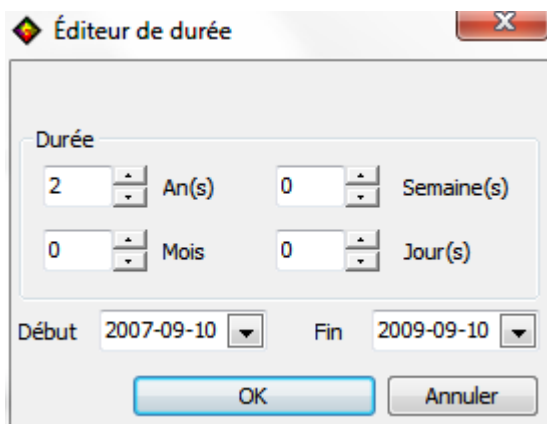 Éditeur de durée
Durée
2 An(s) 0 Semaine(s)
0 Mois 0 Jour(s)
Début 2007-09-10 Fin 2009-09-10
OK Annuler